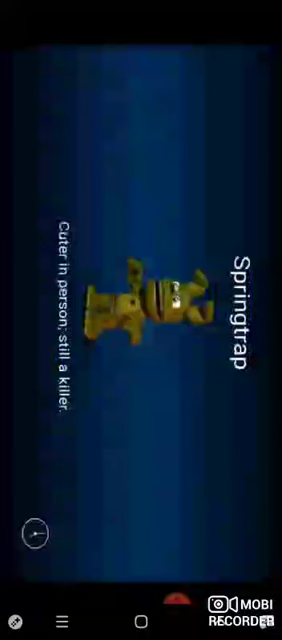 Springtrap
Cuter in person; still a killer.
MOBI
RECORDER